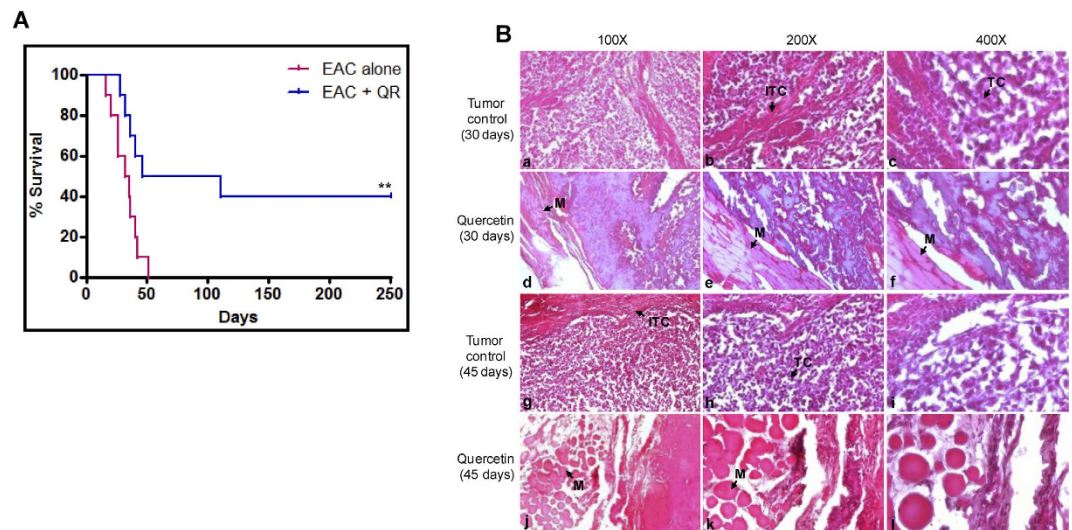 A
% Survival
100
80
60
40
20
0
EAC alone
EAC + QR
**
0 50 100 150 200 250
Days
B
100X 200X 400X
Tumor
control
(30 days)
a
ITC
b
TC
c
Quercetin
(30 days)
M
d
M
e
M
f
Tumor
control
(45 days)
ITC
g
TC
h
i
Quercetin
(45 days)
M
j
M
k
l